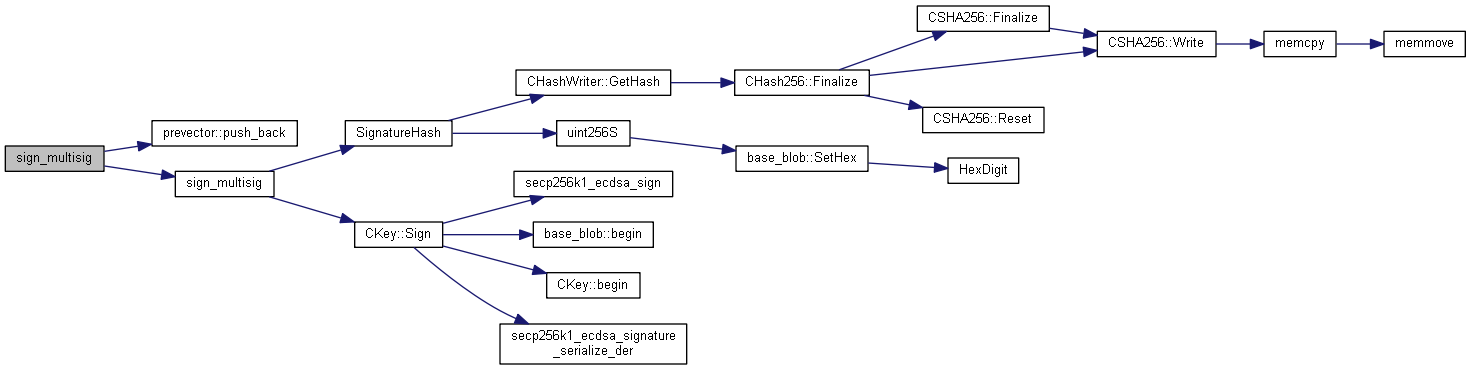 sign_multisig
prevector::push_back
sign_multisig
SignatureHash
CKey::Sign
CHashWriter::GetHash
uint256S
secp256k1_ecdsa_sign
base_blob::begin
CKey::begin
secp256k1_ecdsa_signature
_serialize_der
CHash256::Finalize
base_blob::SetHex
CSHA256::Finalize
CSHA256::Reset
HexDigit
CSHA256::Write
memcpy
memmove